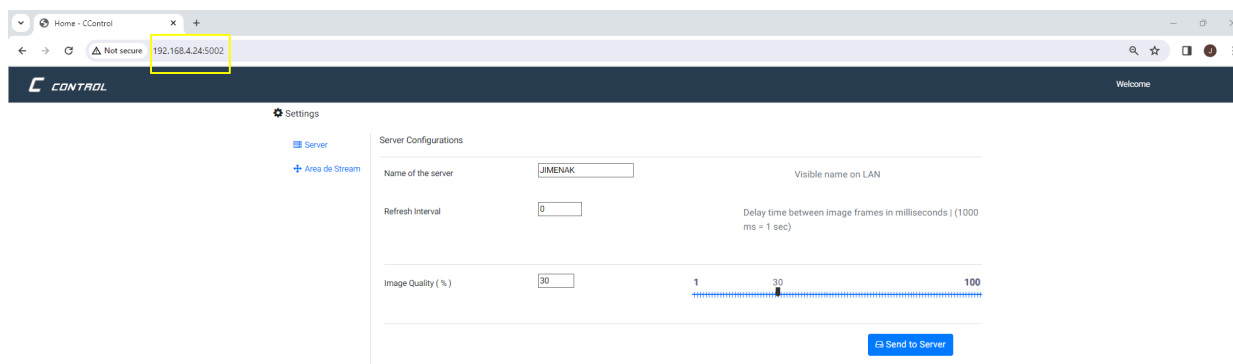 Home - CControl
Not secure 192.168.4.24:5002
J
C CONTROL
Welcome
Settings
Server
Area de Stream
Server Configurations
Name of the server
JIMENAK
Visible name on LAN
Refresh Interval
0
Delay time between image frames in milliseconds | (1000
ms = 1 sec)
Image Quality ( % )
30
1 30 100
Send to Server